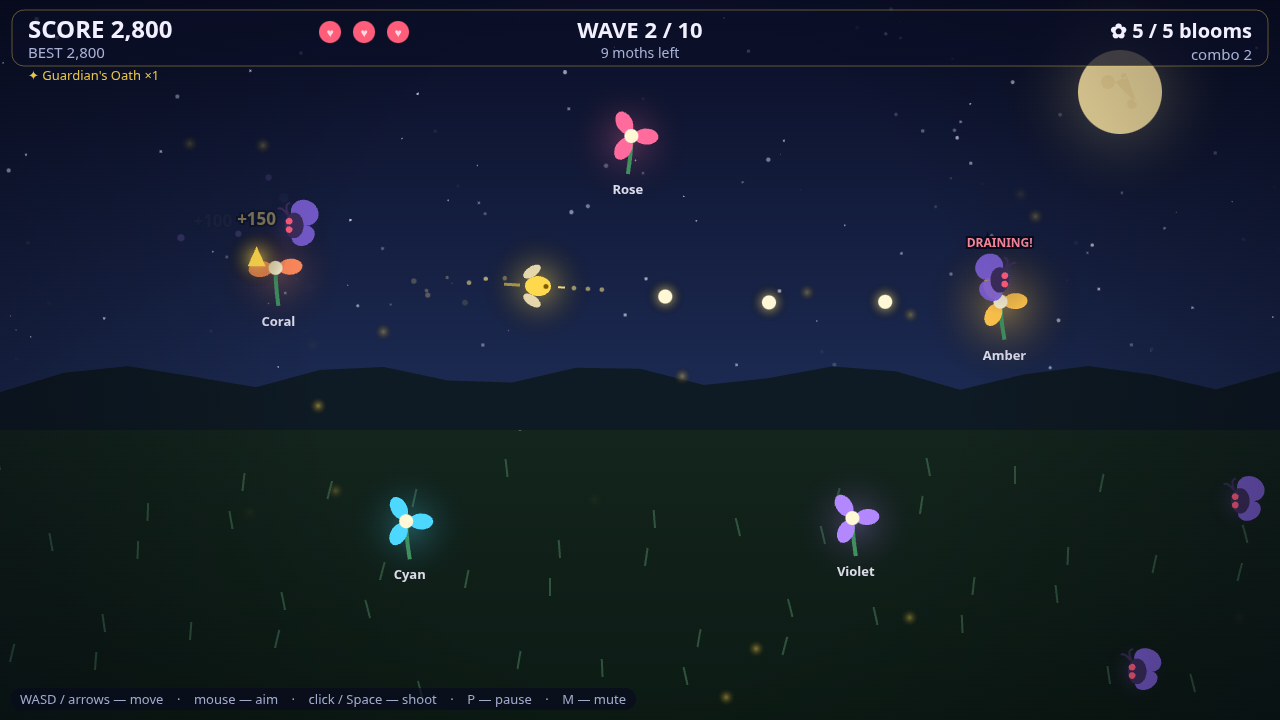 SCORE 2,800
BEST 2,800
✦ Guardian's Oath ×1
WAVE 2 / 10
9 moths left
✿ 5 / 5 blooms
combo 2
Rose
+100 +150
Coral
DRAINING!
Amber
Cyan
Violet
WASD / arrows — move · mouse — aim · click / Space — shoot · P — pause · M — mute